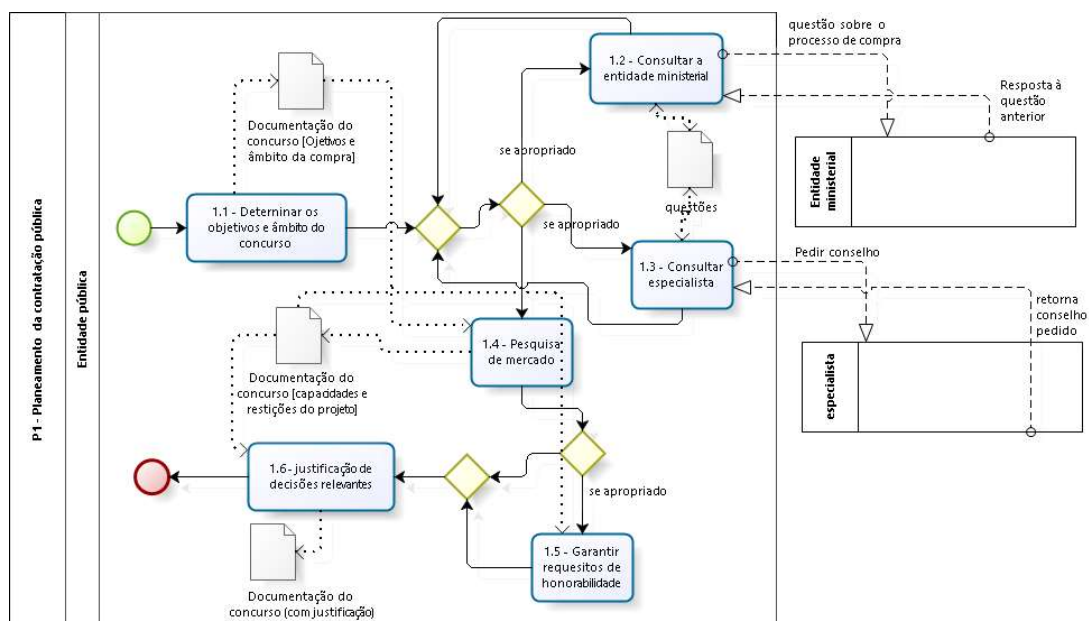 P1 - Planeamento da contratação pública
Entidade pública
Documentação do
concurso [Ojetivos e
âmbito da compra]
1.1 - Deterninar os
objetivos e âmbito do
concurso
se apropriado
se apropriado
1.2 - Consultar a
entidade ministerial
questões
1.3 - Consultar
especialista
questão sobre o
processo de compra
Resposta à
questão
anterior
Entidade
ministerial
Pedir conselho
retorna
conselho
pedido
especialista
1.4 - Pesquisa
de mercado
Documentação do
concurso [capacidades e
restições do projeto]
1.6 - justificação de
decisões relevantes
se apropriado
1.5 - Garantir
requesitos de
honorabilidade
Documentação do
concurso (com justificação)